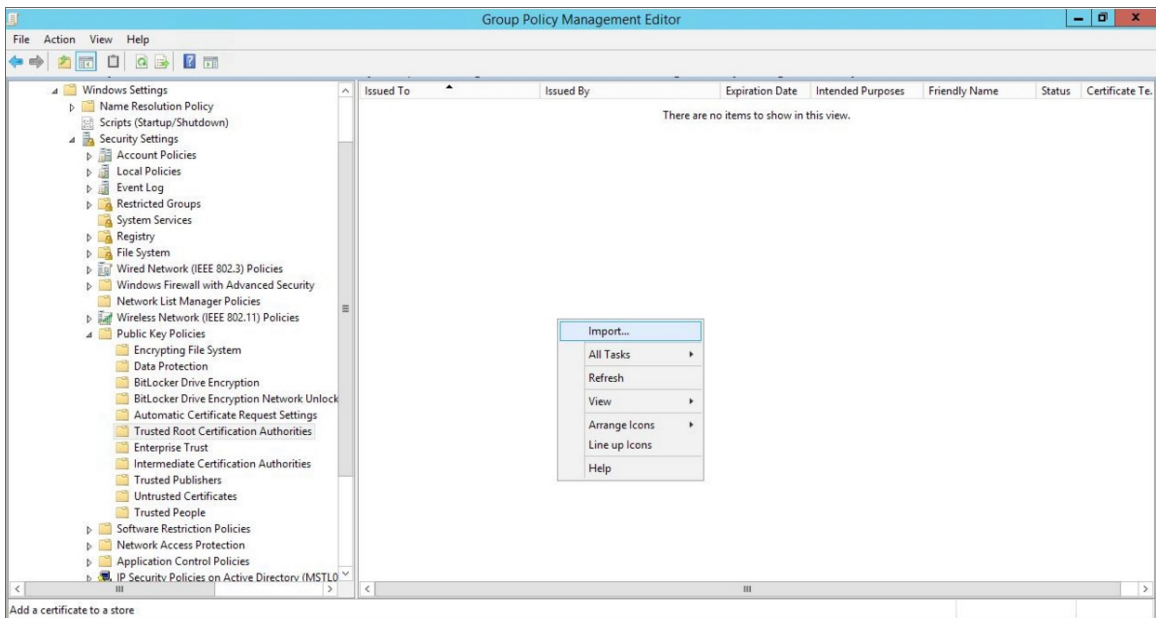 Group Policy Management Editor
File Action View Help
Windows Settings
Name Resolution Policy
Scripts (Startup/Shutdown)
Security Settings
Account Policies
Local Policies
Event Log
Restricted Groups
System Services
Registry
File System
Wired Network (IEEE 802.3) Policies
Windows Firewall with Advanced Security
Network List Manager Policies
Wireless Network (IEEE 802.11) Policies
Public Key Policies
Encrypting File System
Data Protection
BitLocker Drive Encryption
BitLocker Drive Encryption Network Unlock
Automatic Certificate Request Settings
Trusted Root Certification Authorities
Enterprise Trust
Intermediate Certification Authorities
Trusted Publishers
Untrusted Certificates
Trusted People
Software Restriction Policies
Network Access Protection
Application Control Policies
IP Security Policies on Active Directory (MSTL0
Issued To Issued By Expiration Date Intended Purposes Friendly Name Status Certificate Te.
There are no items to show in this view.
Import...
All Tasks
Refresh
View
Arrange Icons
Line up Icons
Help
Add a certificate to a store